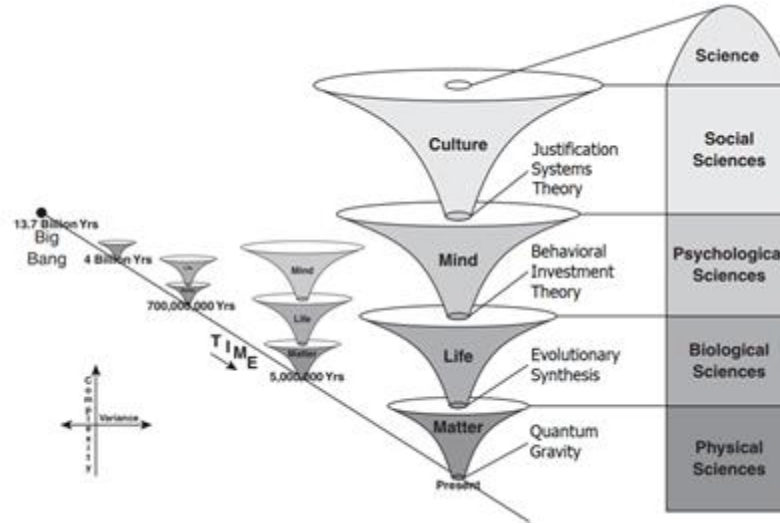 Science
Culture
Justification
Systems
Theory
Social
Sciences
13.7 Billion Yrs
Big
Bang
4 Billion Yrs
Life
700,000,000 Yrs
Mind
Life
Matter
5,000,000 Yrs
TIME
Mind
Behavioral
Investment
Theory
Psychological
Sciences
Life
Evolutionary
Synthesis
Biological
Sciences
Matter
Quantum
Gravity
Physical
Sciences
Present
Complexity
Variance